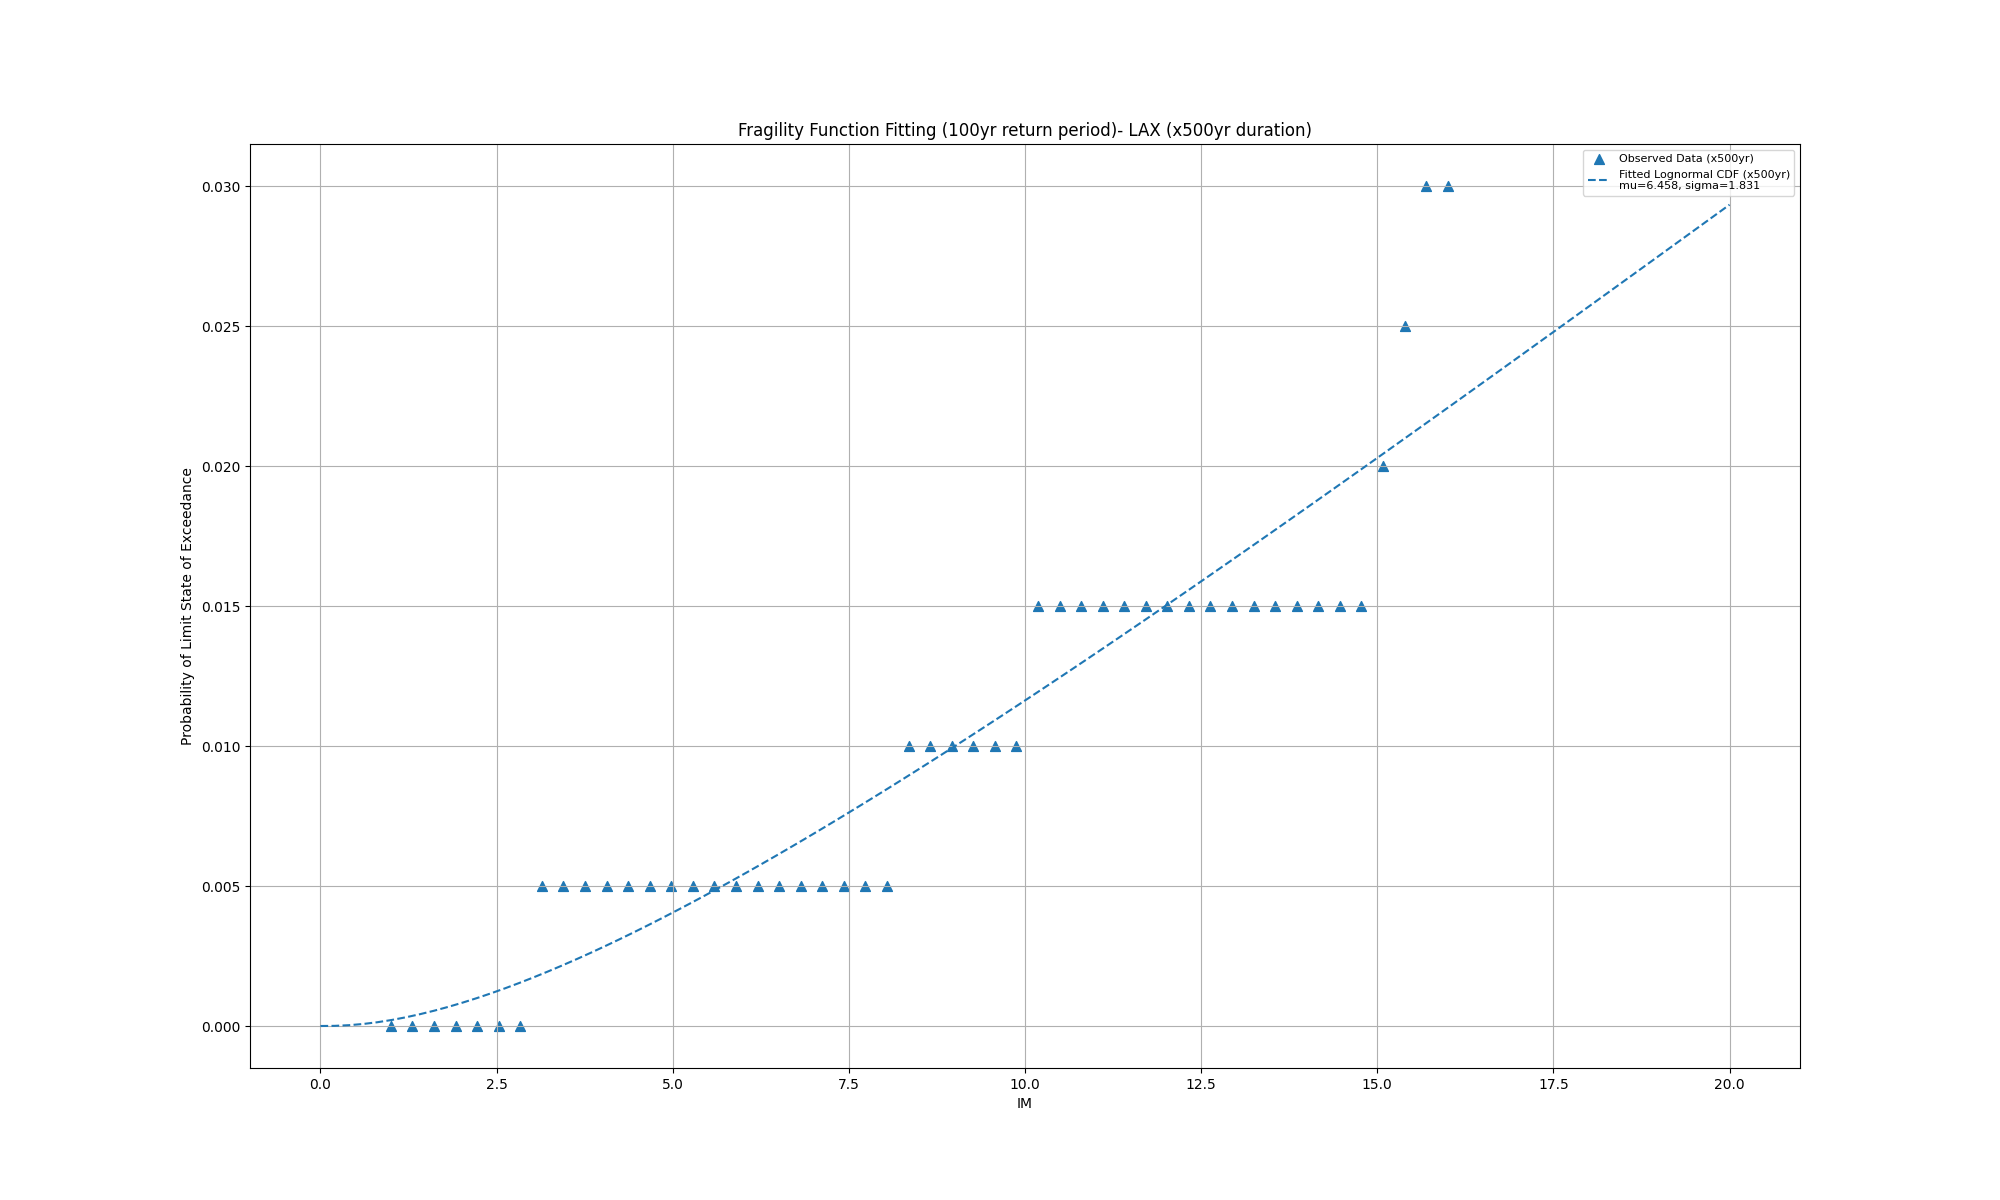 Fragility Function Fitting (100yr return period)- LAX (x500yr duration)
Observed Data (x500yr)
Fitted Lognormal CDF (x500yr)
mu=6.458, sigma=1.831
Probability of Limit State of Exceedance
0.030
0.025
0.020
0.015
0.010
0.005
0.000
0.0 2.5 5.0 7.5 10.0 12.5 15.0 17.5 20.0
IM